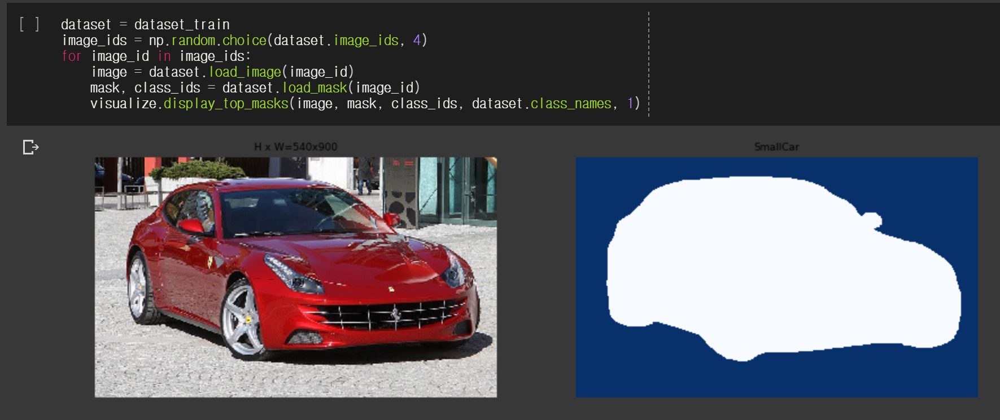 [ ] dataset = dataset_train
image_ids = np.random.choice(dataset.image_ids, 4)
for image_id in image_ids:
    image = dataset.load_image(image_id)
    mask, class_ids = dataset.load_mask(image_id)
    visualize.display_top_masks(image, mask, class_ids, dataset.class_names, 1)
H x W=540x900
SmallCar